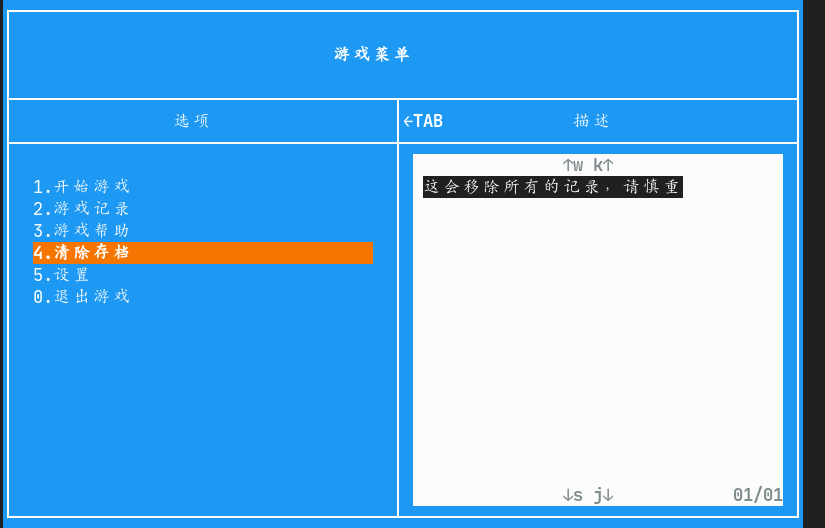 游戏菜单
选项
←TAB 描述
1.开始游戏
2.游戏记录
3.游戏帮助
4.清除存档
5.设置
0.退出游戏
↑w k↑
这会移除所有的记录，请慎重
↓s j↓ 01/01